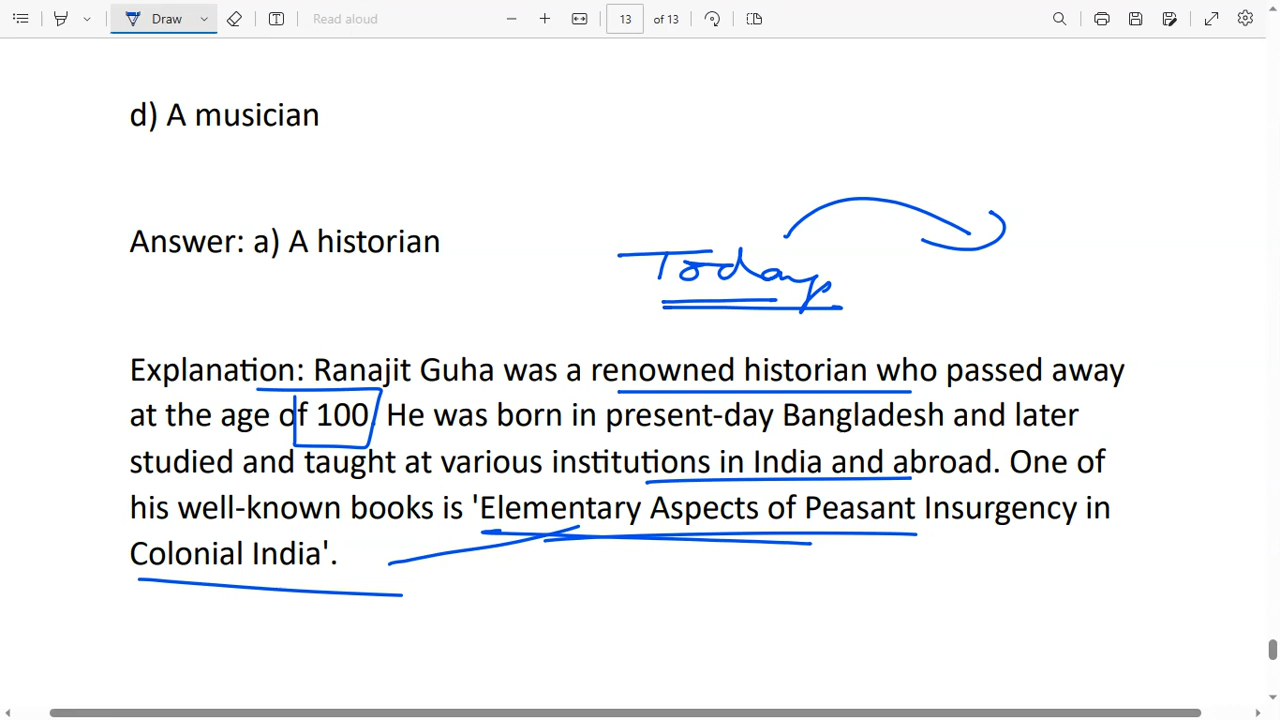 Draw
Read aloud
13
of 13
d) A musician
Answer: a) A historian
Today
Explanation: Ranajit Guha was a renowned historian who passed away
at the age of 100 He was born in present-day Bangladesh and later
studied and taught at various institutions in India and abroad. One of
his well-known books is 'Elementary Aspects of Peasant Insurgency in
Colonial India'.